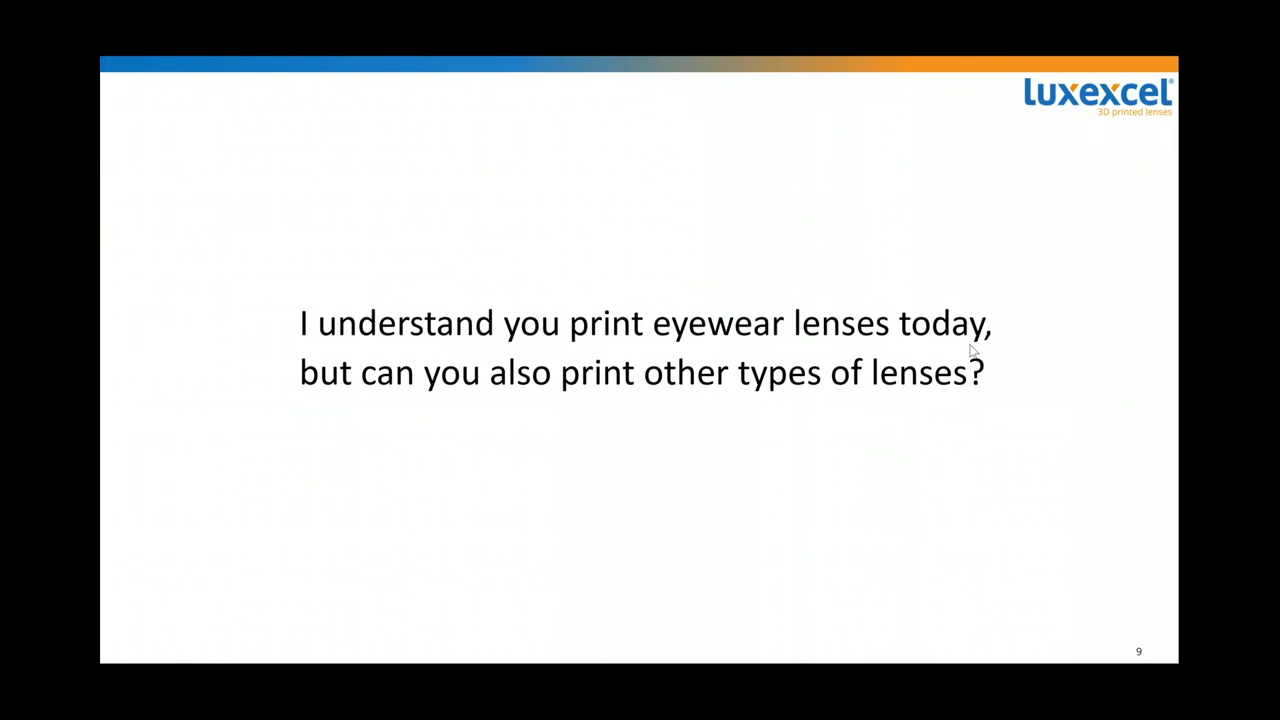 luxexcel®
3D printed lenses
I understand you print eyewear lenses today,
but can you also print other types of lenses?
9